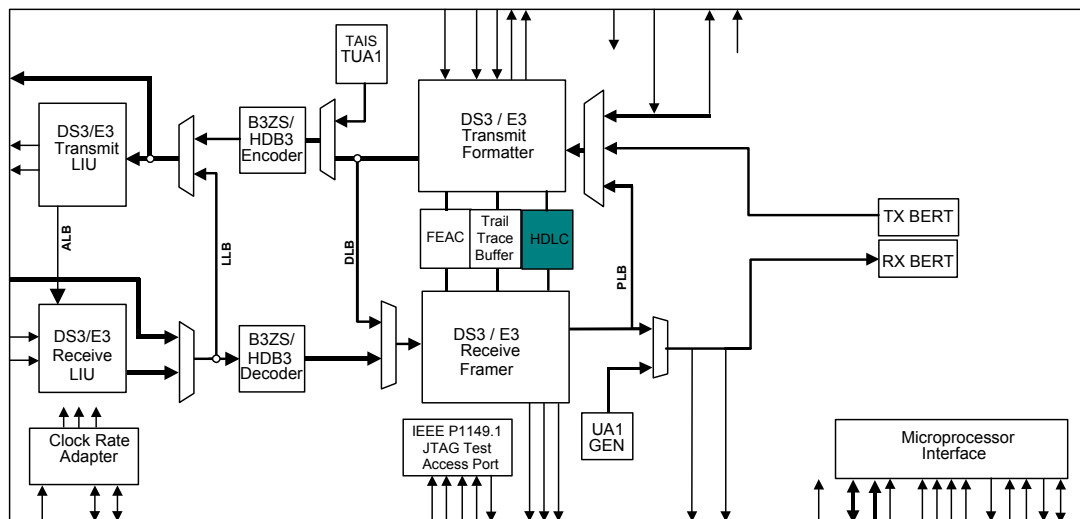 TAIS
TUA1
DS3/E3
Transmit
LIU
B3ZS/
HDB3
Encoder
DS3 / E3
Transmit
Formatter
FEAC
Trail
Trace
Buffer
HDLC
TX BERT
RX BERT
ALB
LLB
DLB
PLB
DS3/E3
Receive
LIU
B3ZS/
HDB3
Decoder
DS3 / E3
Receive
Framer
Clock Rate
Adapter
IEEE P1149.1
JTAG Test
Access Port
UA1
GEN
Microprocessor
Interface